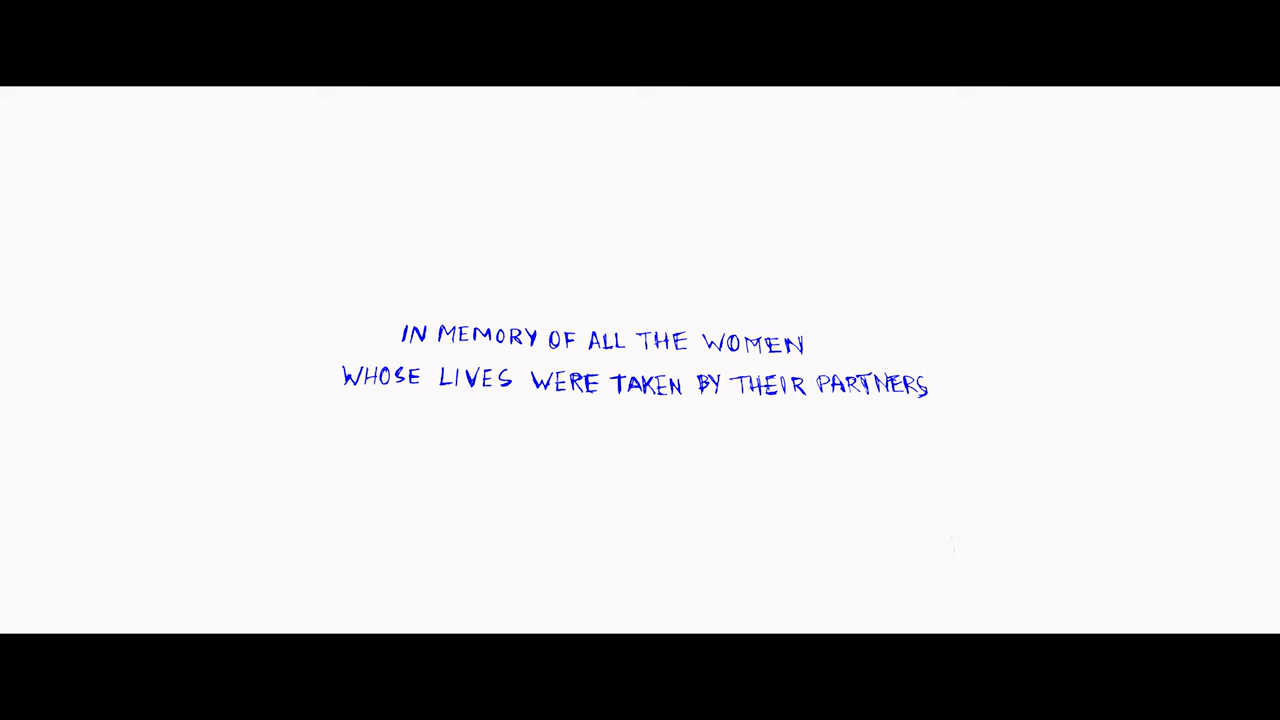 IN MEMORY OF ALL THE WOMEN
WHOSE LIVES WERE TAKEN BY THEIR PARTNERS